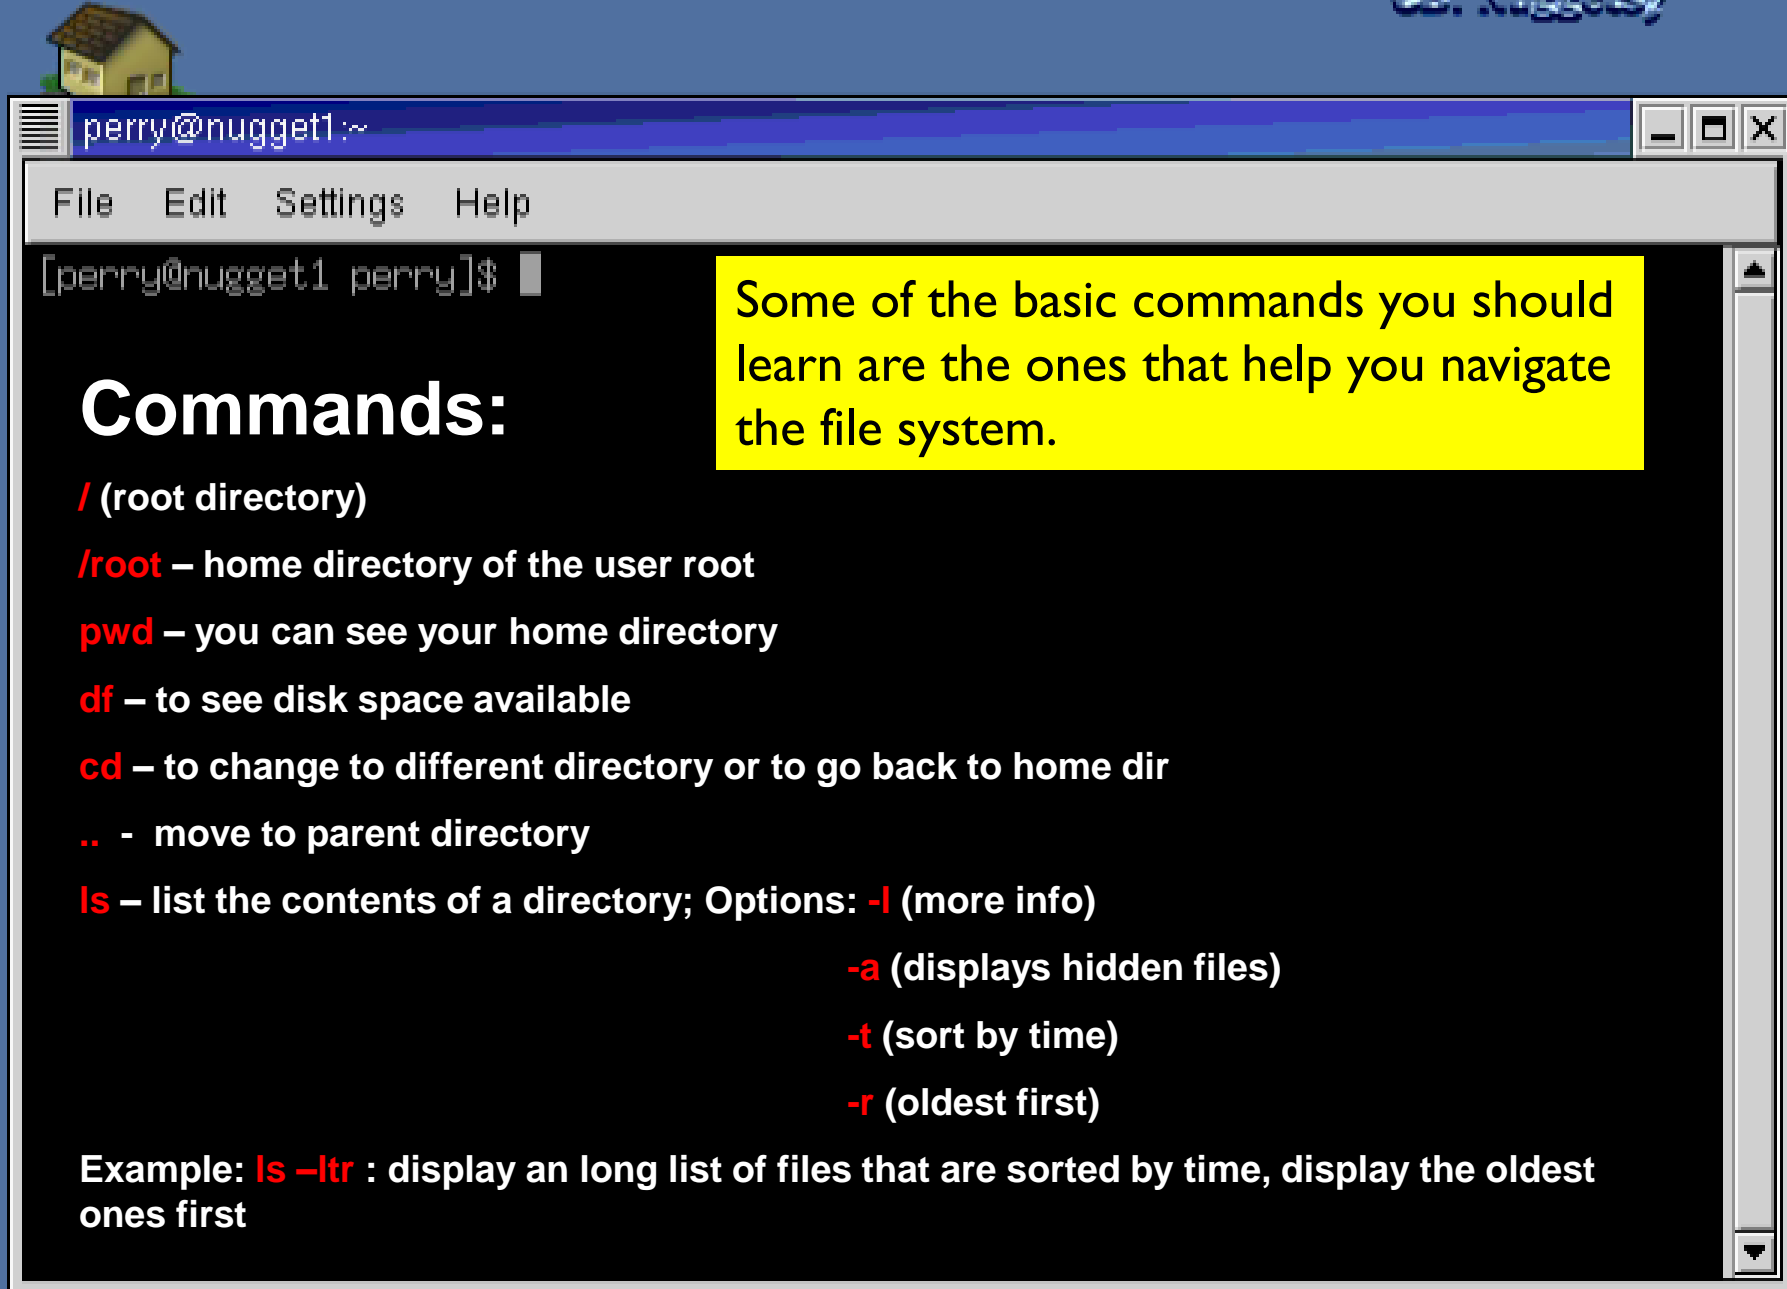 perry@nugget1:~
File Edit Settings Help
[perry@nugget1 perry]$
Some of the basic commands you should
learn are the ones that help you navigate
the file system.
Commands:
/ (root directory)
/root – home directory of the user root
pwd – you can see your home directory
df – to see disk space available
cd – to change to different directory or to go back to home dir
.. - move to parent directory
ls – list the contents of a directory; Options: -l (more info)
-a (displays hidden files)
-t (sort by time)
-r (oldest first)
Example: ls –ltr : display an long list of files that are sorted by time, display the oldest
ones first